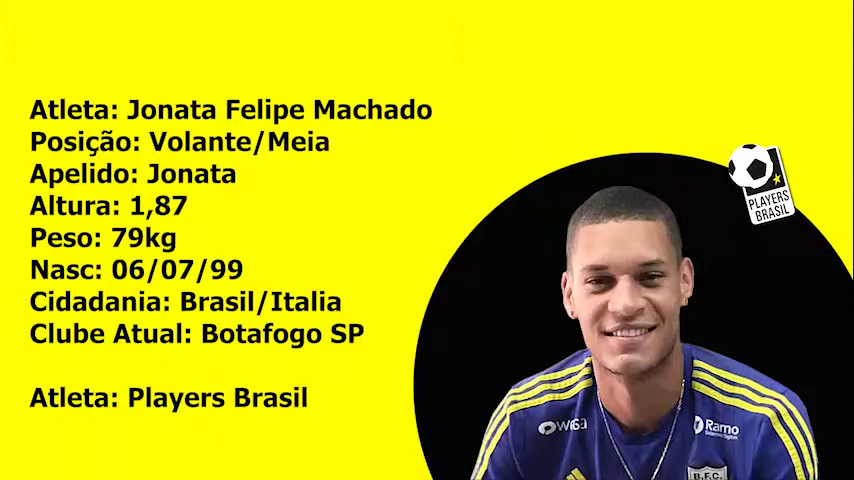 Atleta: Jonata Felipe Machado
Posição: Volante/Meia
Apelido: Jonata
Altura: 1,87
Peso: 79kg
Nasc: 06/07/99
Cidadania: Brasil/Italia
Clube Atual: Botafogo SP
Atleta: Players Brasil
PLAYERS
BRASIL
wesa
Ramo
B.F.C.